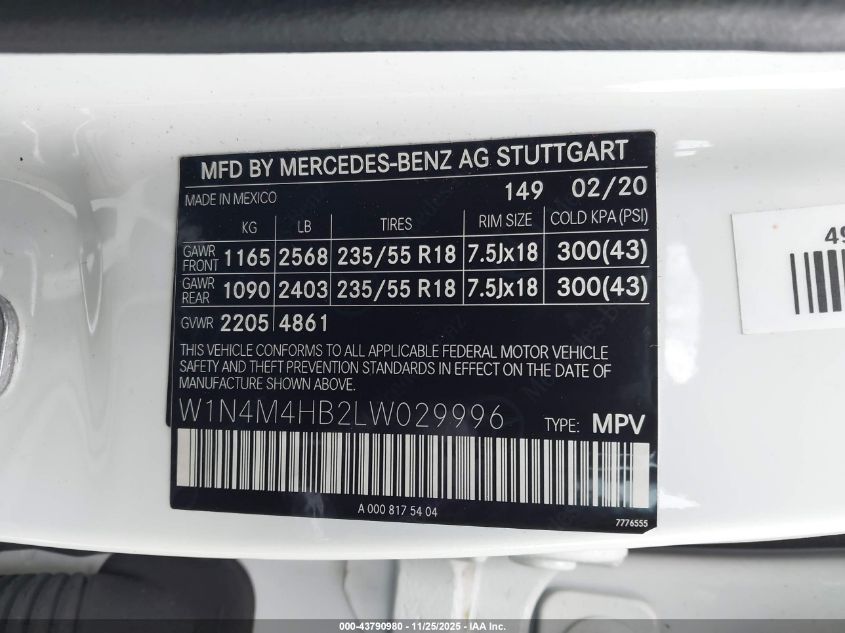 MFD BY MERCEDES-BENZ AG STUTTGART
MADE IN MEXICO 149 02/20
KG LB TIRES RIM SIZE COLD KPA (PSI)
GAWR FRONT 1165 2568 235/55 R18 7.5Jx18 300(43)
GAWR REAR 1090 2403 235/55 R18 7.5Jx18 300(43)
GVWR 2205 4861
THIS VEHICLE CONFORMS TO ALL APPLICABLE FEDERAL MOTOR VEHICLE
SAFETY AND THEFT PREVENTION STANDARDS IN EFFECT ON THE DATE OF
MANUFACTURE SHOWN ABOVE.
W1N4M4HB2LW029996 TYPE: MPV
A 000 817 54 04
7776555
49
000-43790980 - 11/25/2025 - IAA Inc.